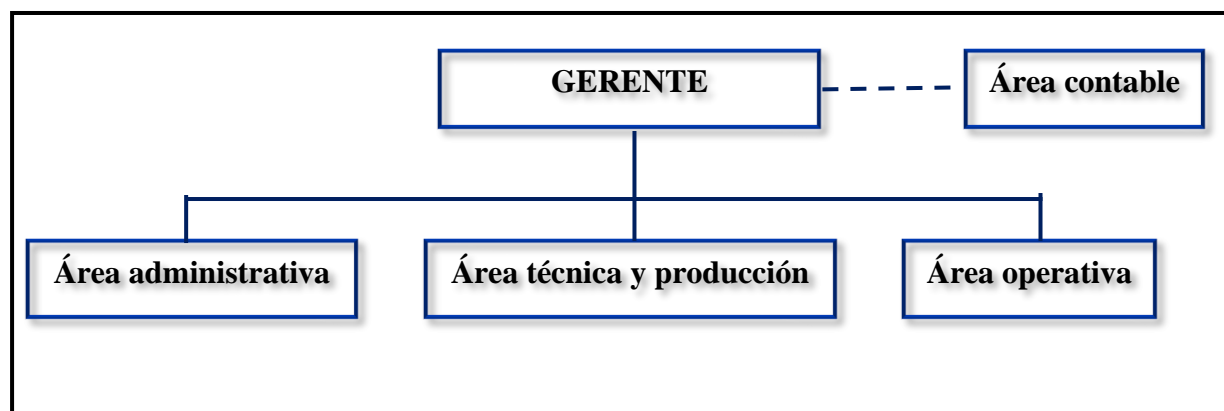 GERENTE
Área contable
Área administrativa
Área técnica y producción
Área operativa